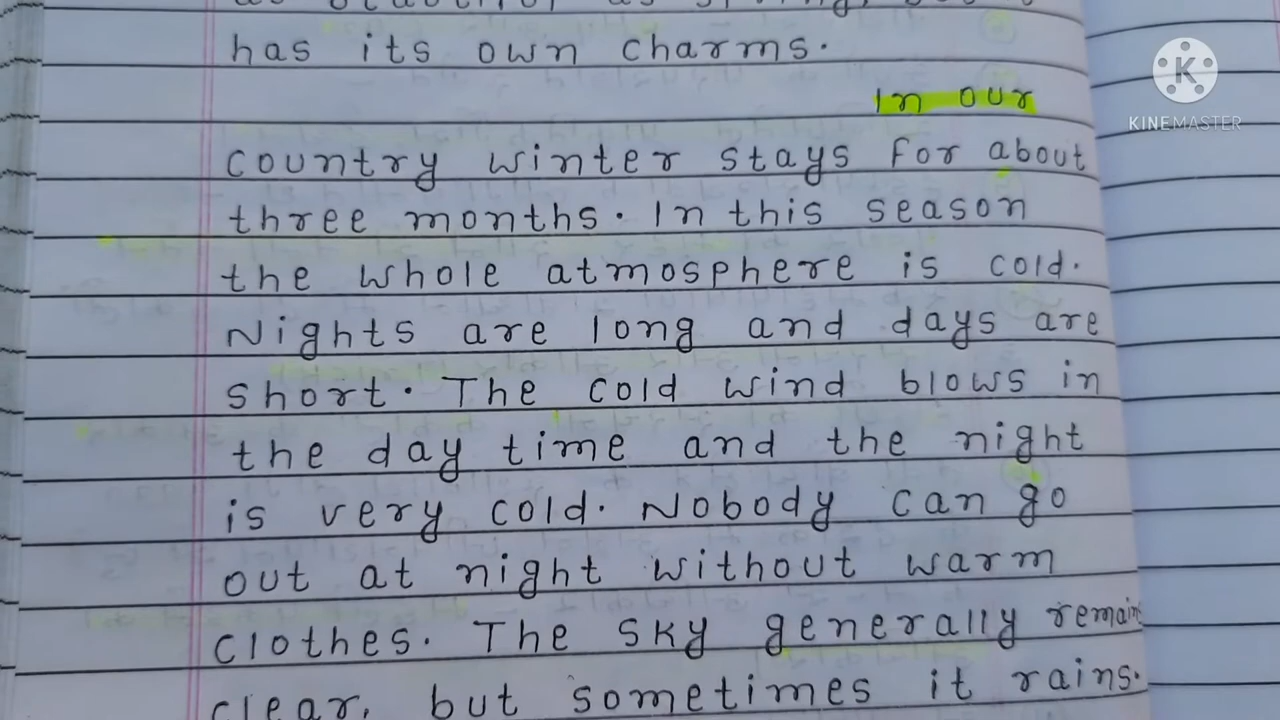 has its own charms.
In our
country winter stays for about
three months. In this season
the whole atmosphere is cold.
Nights are long and days are
short. The cold wind blows in
the day time and the night
is very cold. Nobody can go
out at night without warm
clothes. The sky generally remains
clear, but sometimes it rains.
KINEMASTER